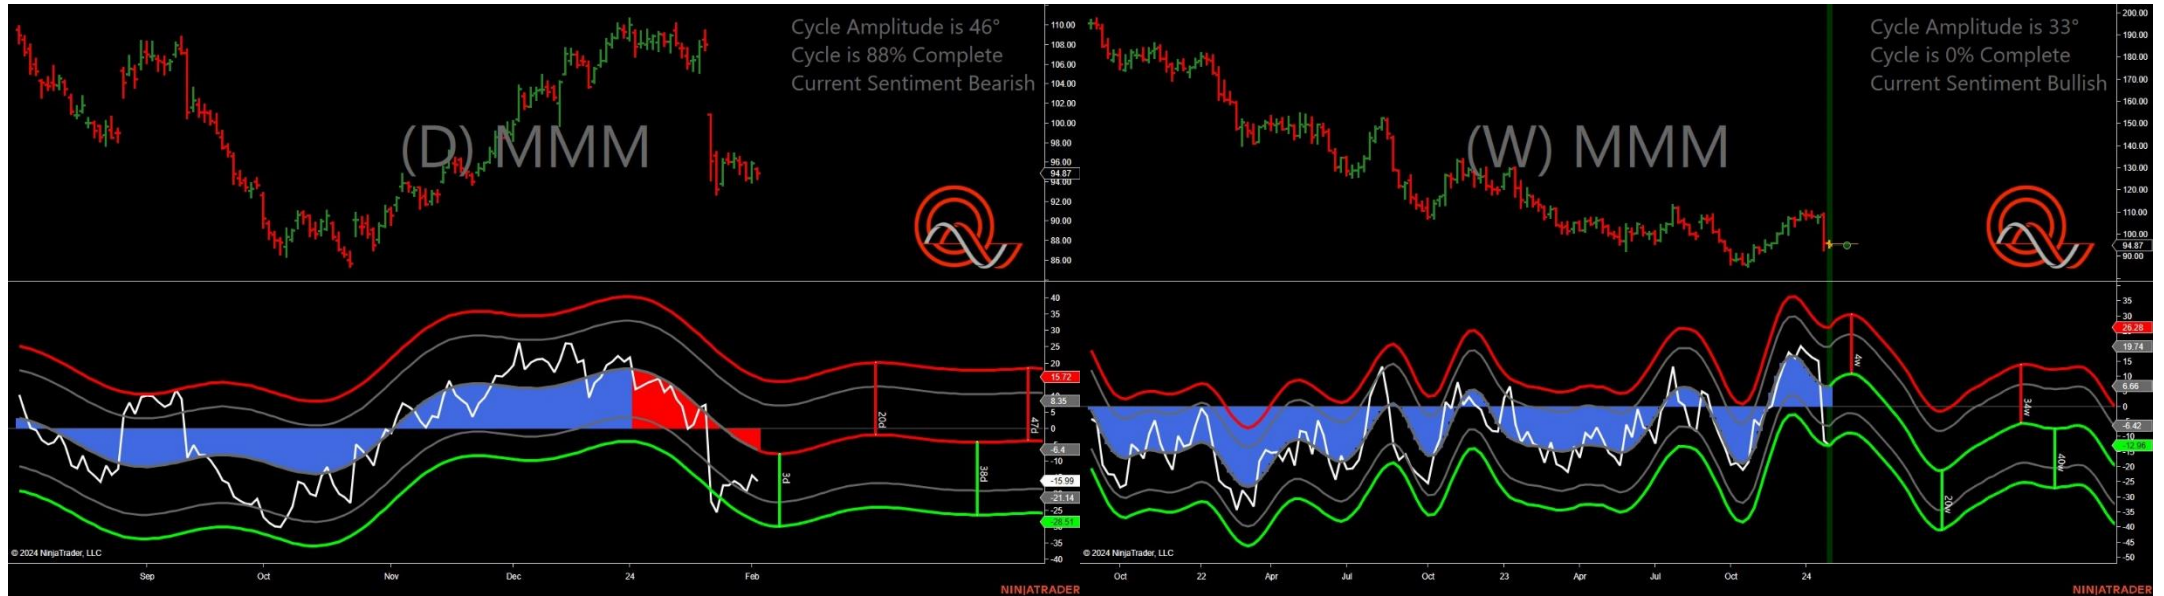 Cycle Amplitude is 46°
Cycle is 88% Complete
Current Sentiment Bearish
(D) MMM
110.00
108.00
106.00
104.00
102.00
100.00
98.00
96.00
94.87
94.00
92.00
90.00
88.00
86.00
40
35
30
25
20
15.72
10
8.35
5
0
-6.4
-10
-15.99
-21.14
-25
-28.51
-35
-40
20d
47d
3d
38d
© 2024 NinjaTrader, LLC
Sep
Oct
Nov
Dec
24
Feb
NINJATRADER
Cycle Amplitude is 33°
Cycle is 0% Complete
Current Sentiment Bullish
(W) MMM
200.00
190.00
180.00
170.00
160.00
150.00
140.00
130.00
120.00
110.00
100.00
94.87
90.00
35
30
26.28
19.74
15
10
6.66
0
-6.42
-10
-12.96
-20
-25
-30
-35
-40
-45
-50
4w
34w
20w
40w
© 2024 NinjaTrader, LLC
Oct
22
Apr
Jul
Oct
23
Apr
Jul
Oct
24
NINJATRADER